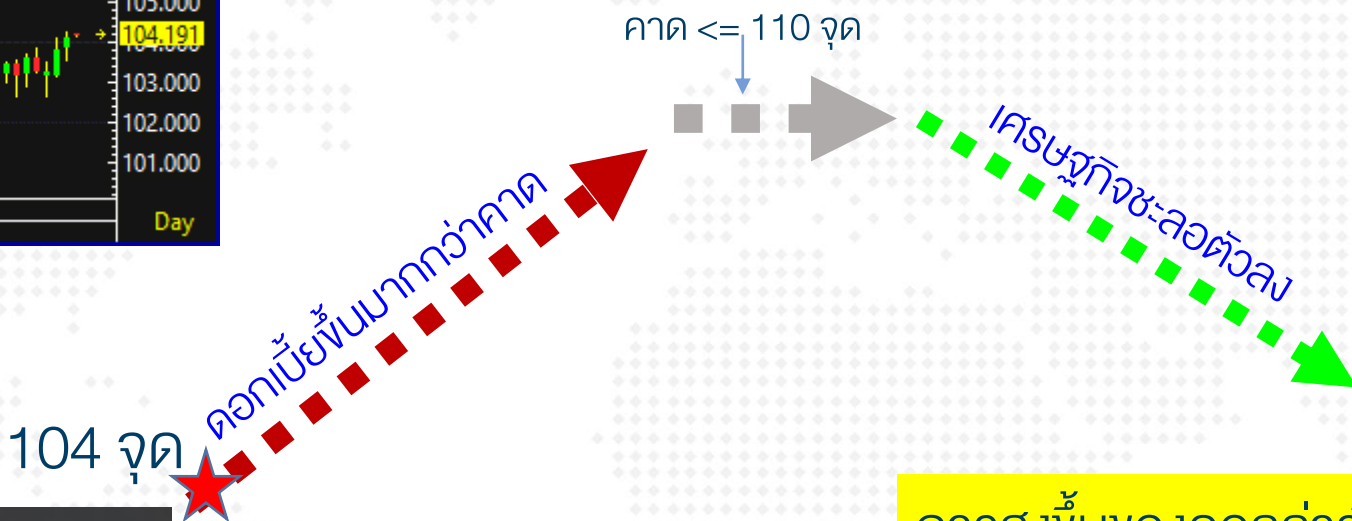 105.000
104.191
103.000
102.000
101.000
Day
คาด <= 110 จุด
เศรษฐกิจชะลอตัวลง
ดอกเบี้ยขึ้นมากกว่าคาด
104 จุด